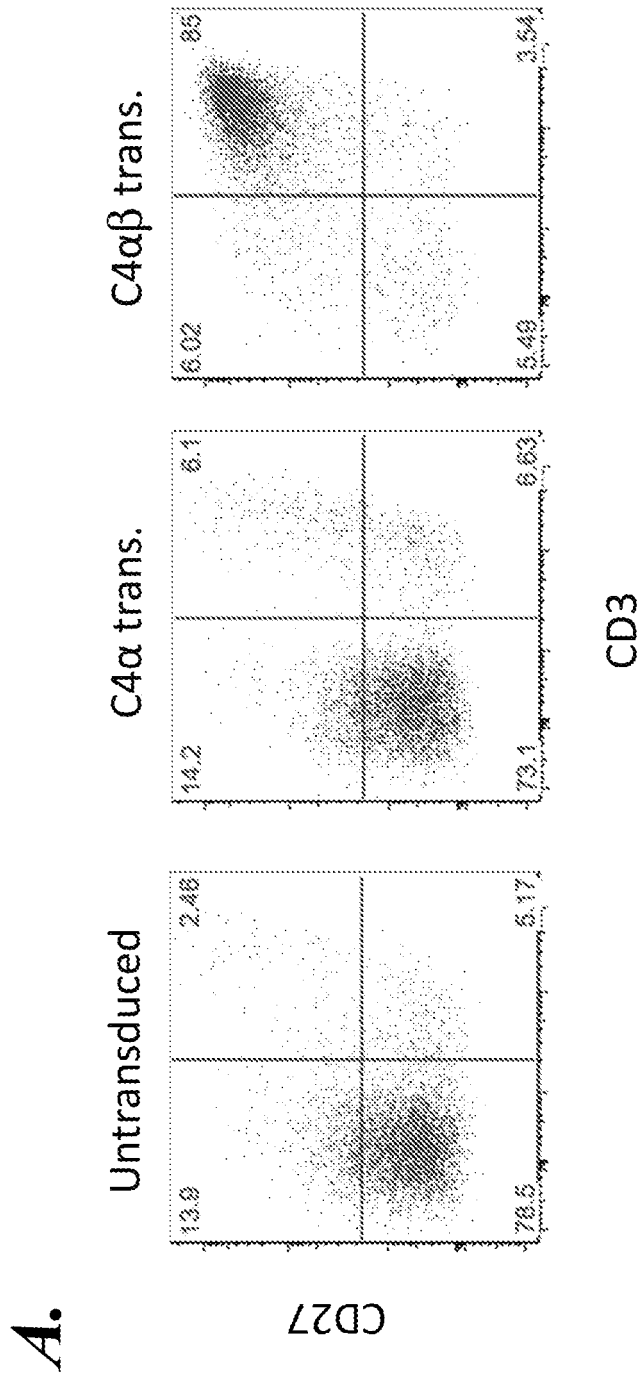 A.
Untransduced
C4α trans.
C4αβ trans.
CD27
13.9
2.46
78.5
5.17
14.2
6.1
73.1
6.63
6.02
85
5.49
3.54
CD3